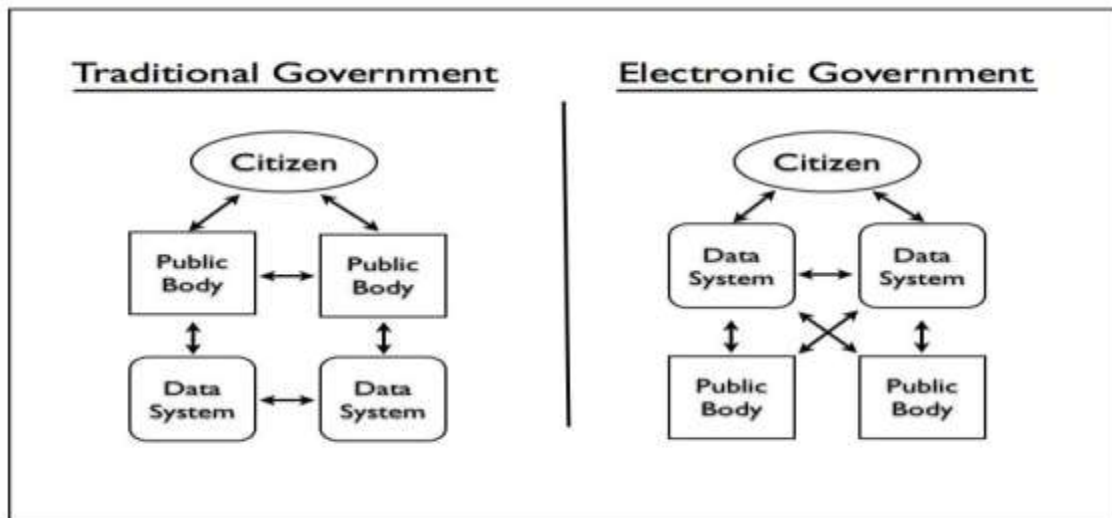 Traditional Government
Citizen
Public
Body
Public
Body
Data
System
Data
System
Electronic Government
Citizen
Data
System
Data
System
Public
Body
Public
Body